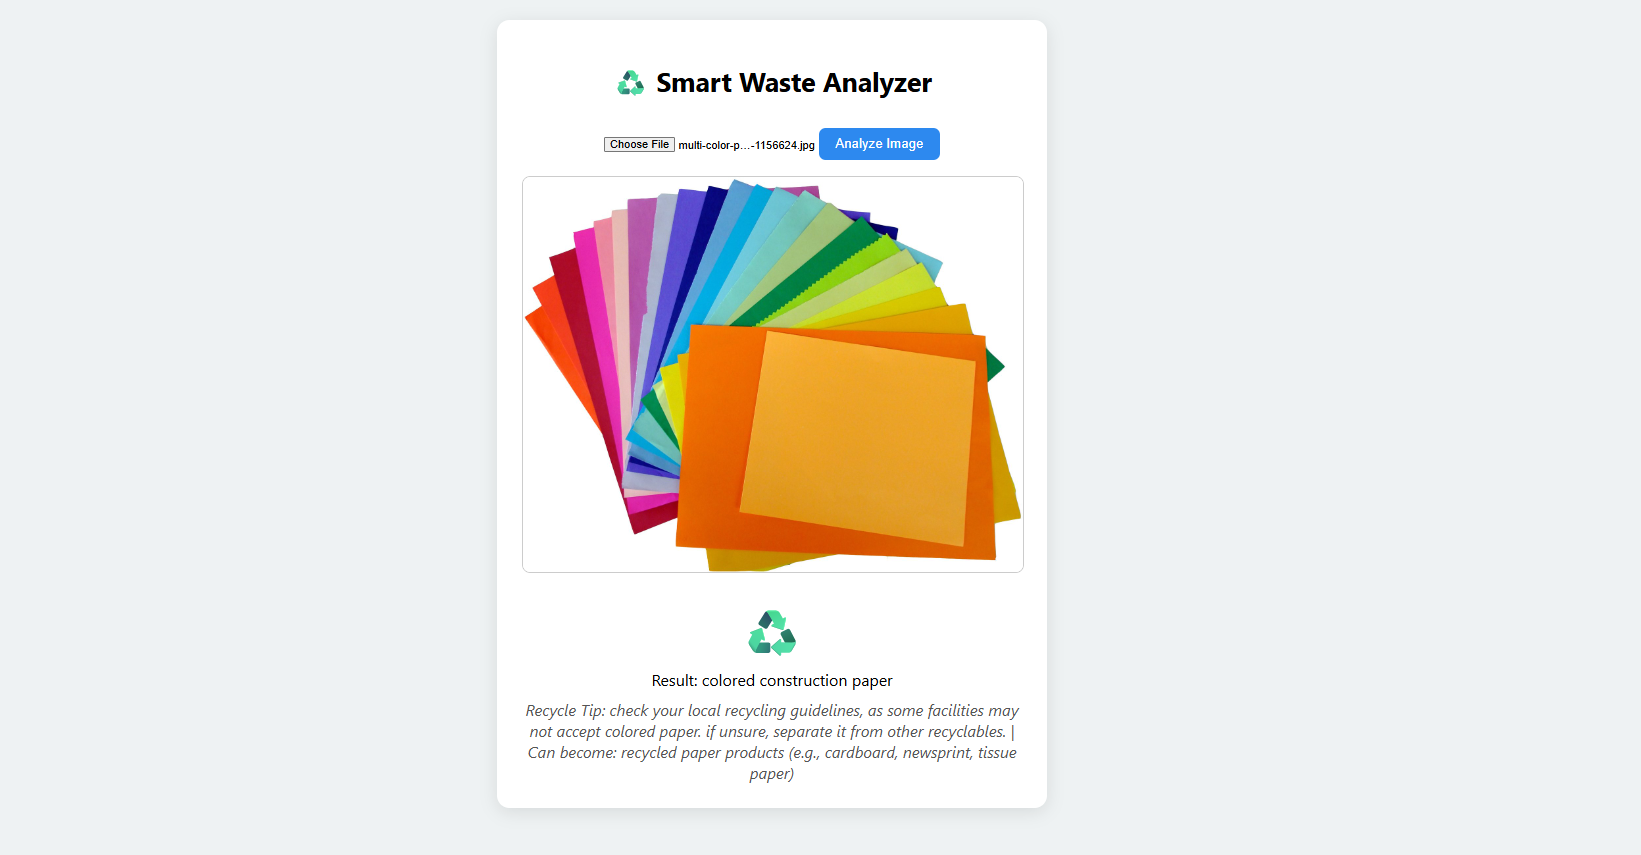 Smart Waste Analyzer
Choose File multi-color-p...-1156624.jpg Analyze Image
Result: colored construction paper
Recycle Tip: check your local recycling guidelines, as some facilities may
not accept colored paper. if unsure, separate it from other recyclables. |
Can become: recycled paper products (e.g., cardboard, newsprint, tissue
paper)